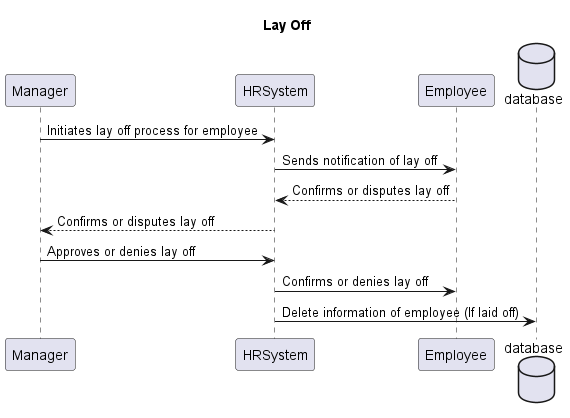 Lay Off
Manager
HRSystem
Employee
database
Initiates lay off process for employee
Sends notification of lay off
Confirms or disputes lay off
Confirms or disputes lay off
Approves or denies lay off
Confirms or denies lay off
Delete information of employee (If laid off)
Manager
HRSystem
Employee
database